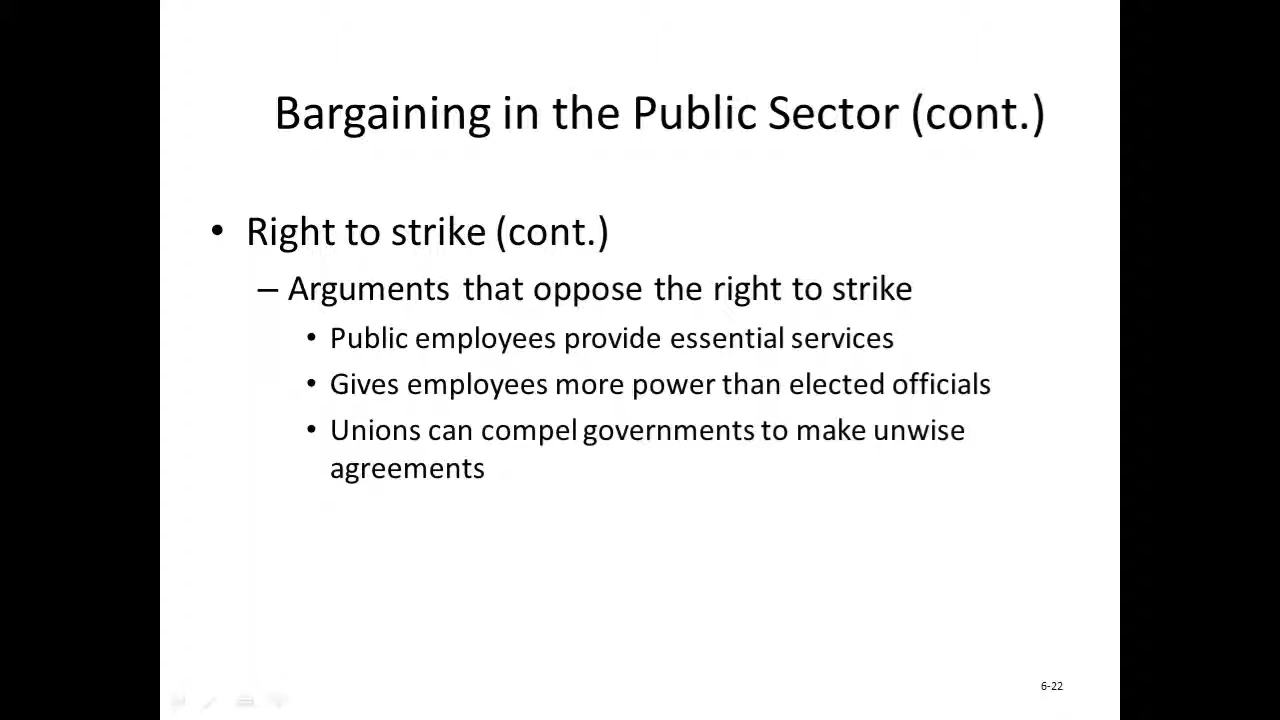 Bargaining in the Public Sector (cont.)
• Right to strike (cont.)
– Arguments that oppose the right to strike
• Public employees provide essential services
• Gives employees more power than elected officials
• Unions can compel governments to make unwise
agreements
6-22